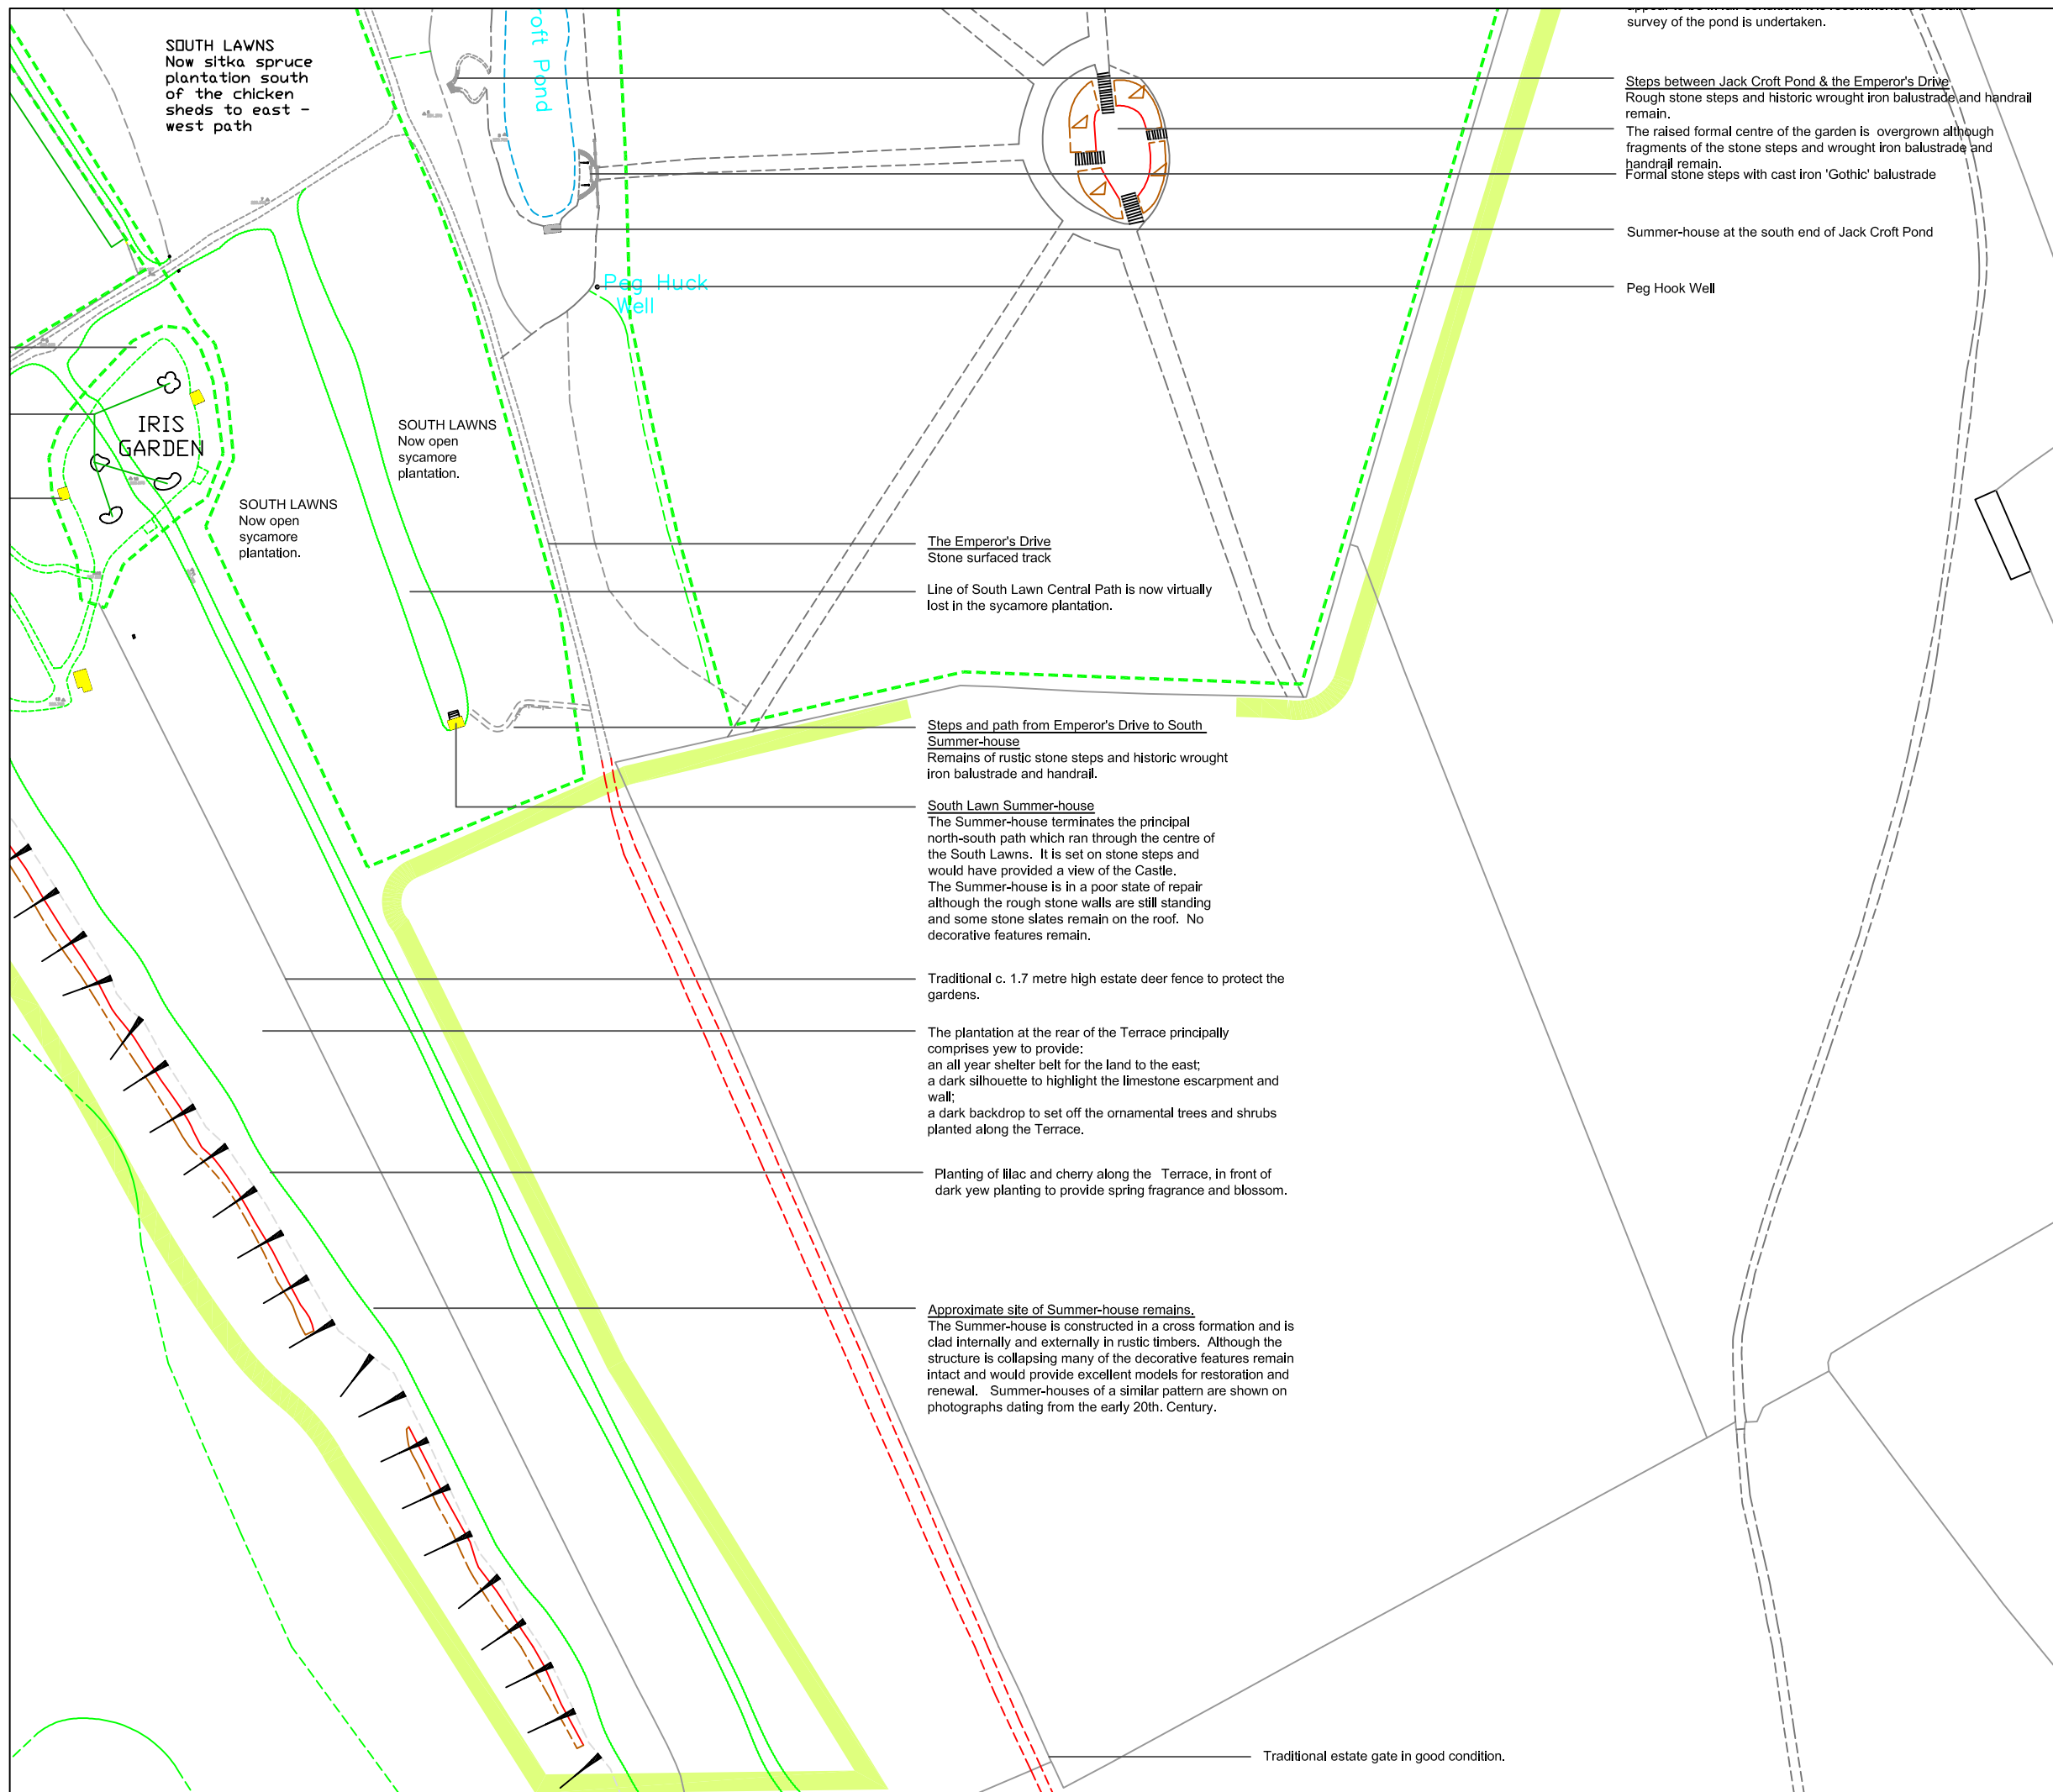 SOUTH LAWNS
Now sitka spruce
plantation south
of the chicken
sheds to east -
west path
roft Pond
survey of the pond is undertaken.
Steps between Jack Croft Pond & the Emperor's Drive
Rough stone steps and historic wrought iron balustrade and handrail
remain.
The raised formal centre of the garden is overgrown although
fragments of the stone steps and wrought iron balustrade and
handrail remain.
Formal stone steps with cast iron 'Gothic' balustrade
Summer-house at the south end of Jack Croft Pond
Peg Huck
Well
Peg Hook Well
IRIS
GARDEN
SOUTH LAWNS
Now open
sycamore
plantation.
SOUTH LAWNS
Now open
sycamore
plantation.
The Emperor's Drive
Stone surfaced track
Line of South Lawn Central Path is now virtually
lost in the sycamore plantation.
Steps and path from Emperor's Drive to South
Summer-house
Remains of rustic stone steps and historic wrought
iron balustrade and handrail.
South Lawn Summer-house
The Summer-house terminates the principal
north-south path which ran through the centre of
the South Lawns. It is set on stone steps and
would have provided a view of the Castle.
The Summer-house is in a poor state of repair
although the rough stone walls are still standing
and some stone slates remain on the roof. No
decorative features remain.
Traditional c. 1.7 metre high estate deer fence to protect the
gardens.
The plantation at the rear of the Terrace principally
comprises yew to provide:
an all year shelter belt for the land to the east;
a dark silhouette to highlight the limestone escarpment and
wall;
a dark backdrop to set off the ornamental trees and shrubs
planted along the Terrace.
Planting of lilac and cherry along the Terrace, in front of
dark yew planting to provide spring fragrance and blossom.
Approximate site of Summer-house remains.
The Summer-house is constructed in a cross formation and is
clad internally and externally in rustic timbers. Although the
structure is collapsing many of the decorative features remain
intact and would provide excellent models for restoration and
renewal. Summer-houses of a similar pattern are shown on
photographs dating from the early 20th. Century.
Traditional estate gate in good condition.